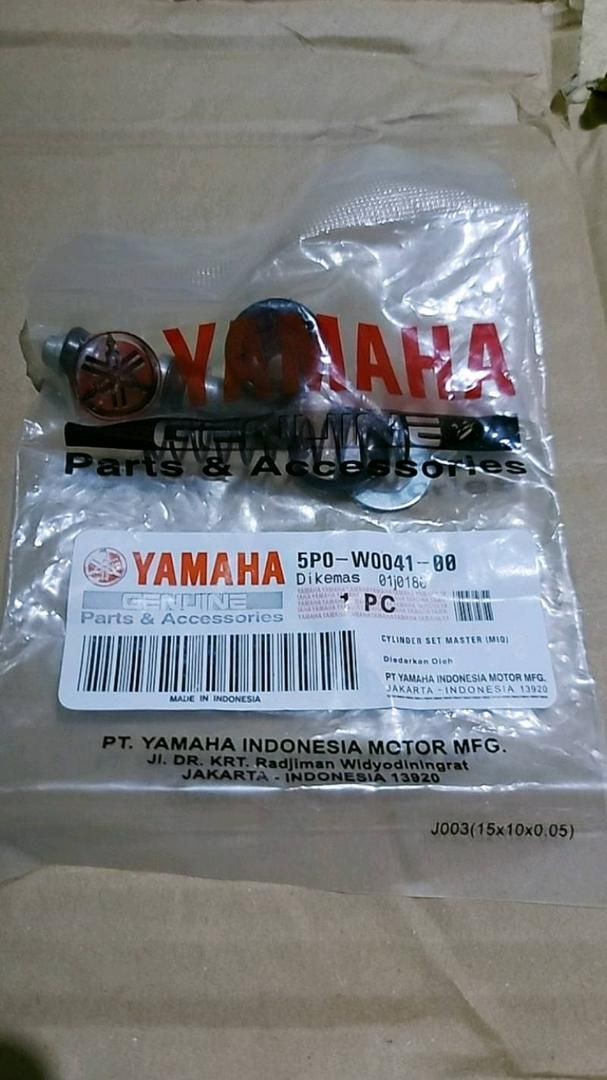 YAMAHA
GENUINE
Parts & Accessories
YAMAHA
GENUINE
Parts & Accessories
5P0-W0041-00
Dikemas
1 PC
CYLINDER SET MASTER (MIO)
Diedarkan Oleh
PT YAMAHA INDONESIA MOTOR MFG.
JAKARTA - INDONESIA 13920
MADE IN INDONESIA
PT. YAMAHA INDONESIA MOTOR MFG.
Jl. DR. KRT. Radjiman Widyodiningrat
JAKARTA - INDONESIA 13920
J003(15x10x0.05)